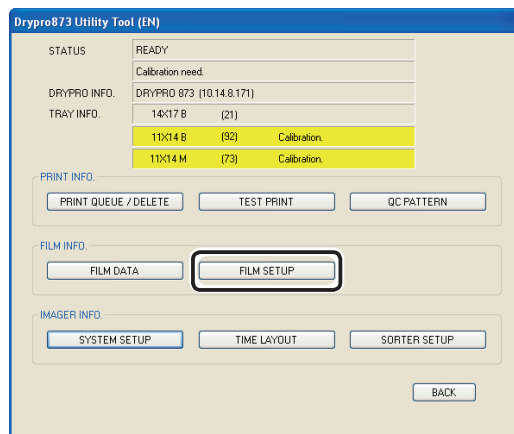 Drypro873 Utility Tool (EN)
STATUS READY
Calibration need.
DRYPRO INFO. DRYPRO 873 (10.14.8.171)
TRAY INFO. 14X17 B (21)
11X14 B (92) Calibration.
11X14 M (73) Calibration.
PRINT INFO.
PRINT QUEUE / DELETE TEST PRINT QC PATTERN
FILM INFO.
FILM DATA FILM SETUP
IMAGER INFO.
SYSTEM SETUP TIME LAYOUT SORTER SETUP
BACK